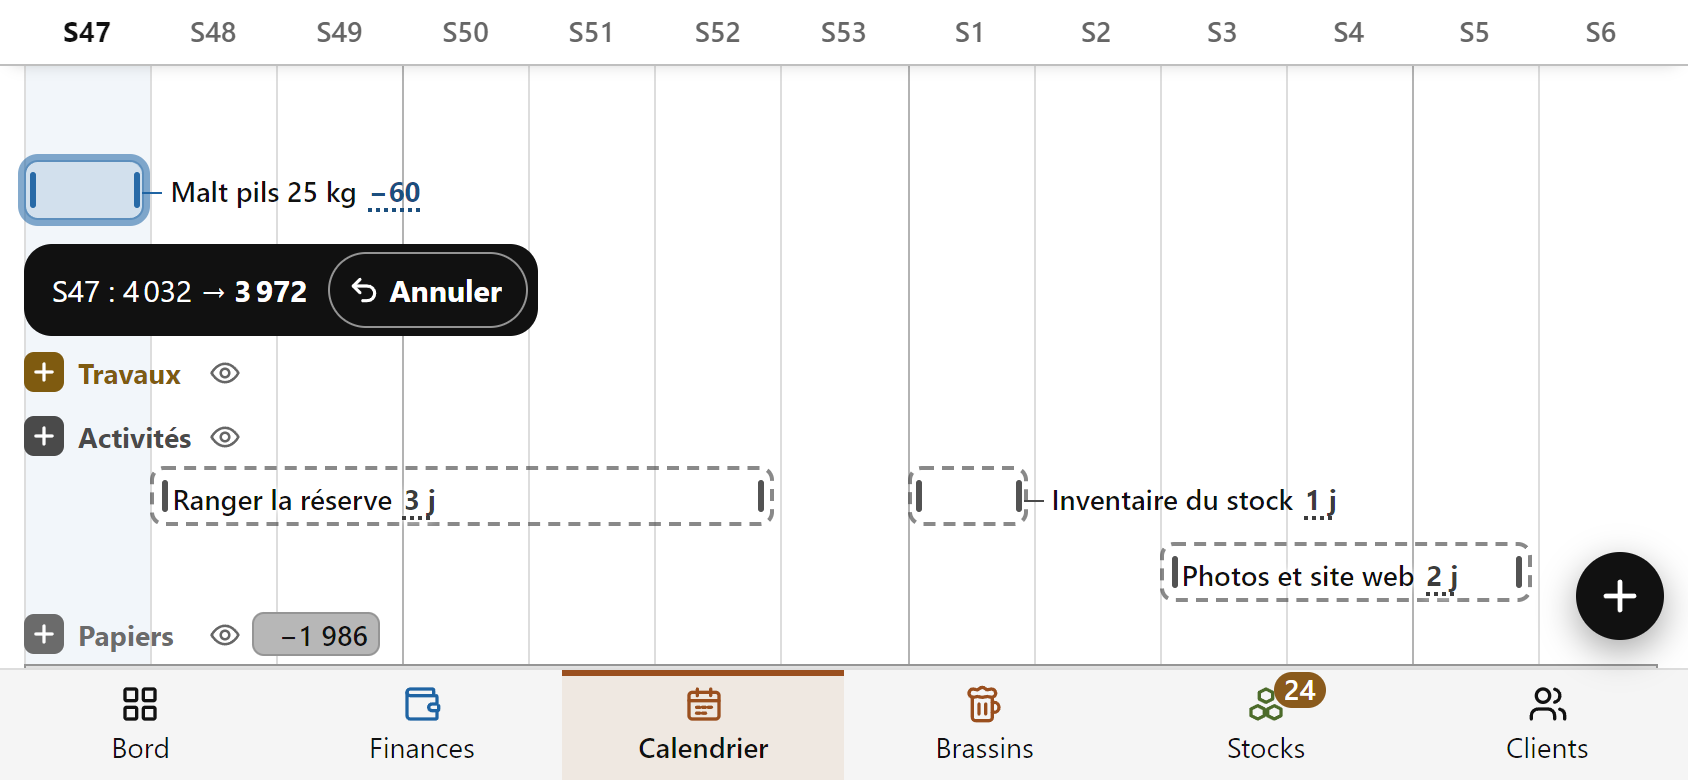 S47 S48 S49 S50 S51 S52 S53 S1 S2 S3 S4 S5 S6
Malt pils 25 kg −60
S47 : 4 032 → 3 972 Annuler
Travaux
Activités
Ranger la réserve 3 j
Inventaire du stock 1 j
Photos et site web 2 j
Papiers −1 986
24
Bord Finances Calendrier Brassins Stocks Clients